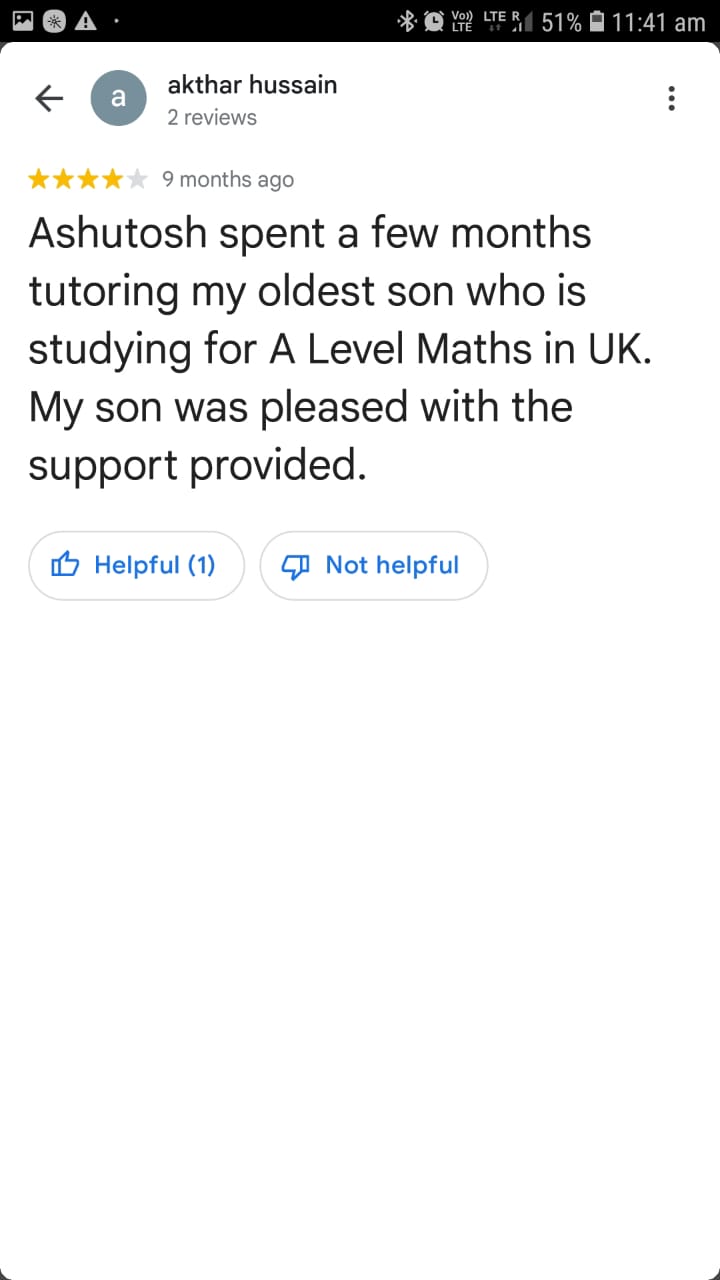 Vo)) LTE LTE R 51% 11:41 am
a
akthar hussain
2 reviews
9 months ago
Ashutosh spent a few months
tutoring my oldest son who is
studying for A Level Maths in UK.
My son was pleased with the
support provided.
Helpful (1) Not helpful